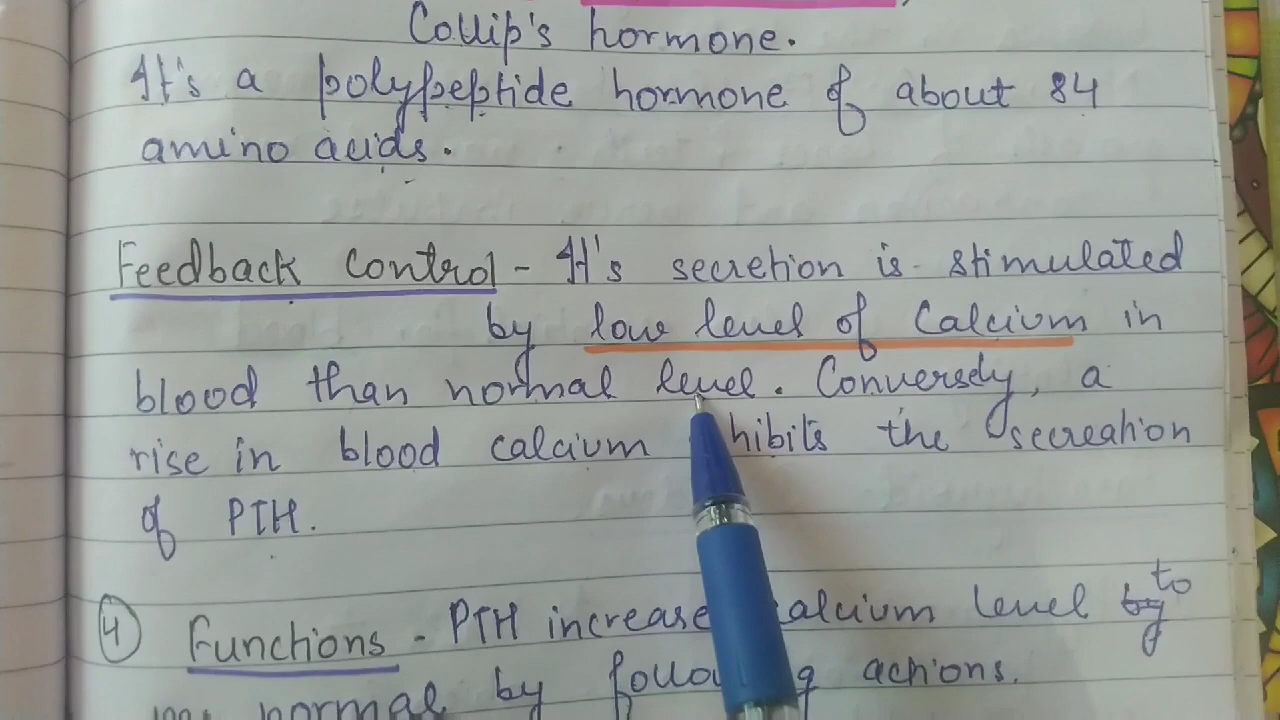 Collip's hormone.
It's a polypeptide hormone of about 84
amino acids.
Feedback control - It's secretion is stimulated
by low level of calcium in
blood than normal level. Conversely, a
rise in blood calcium hibits the secreation
of PTH.
4 Functions - PTH increase alcium level by to
normal by follo g actions.